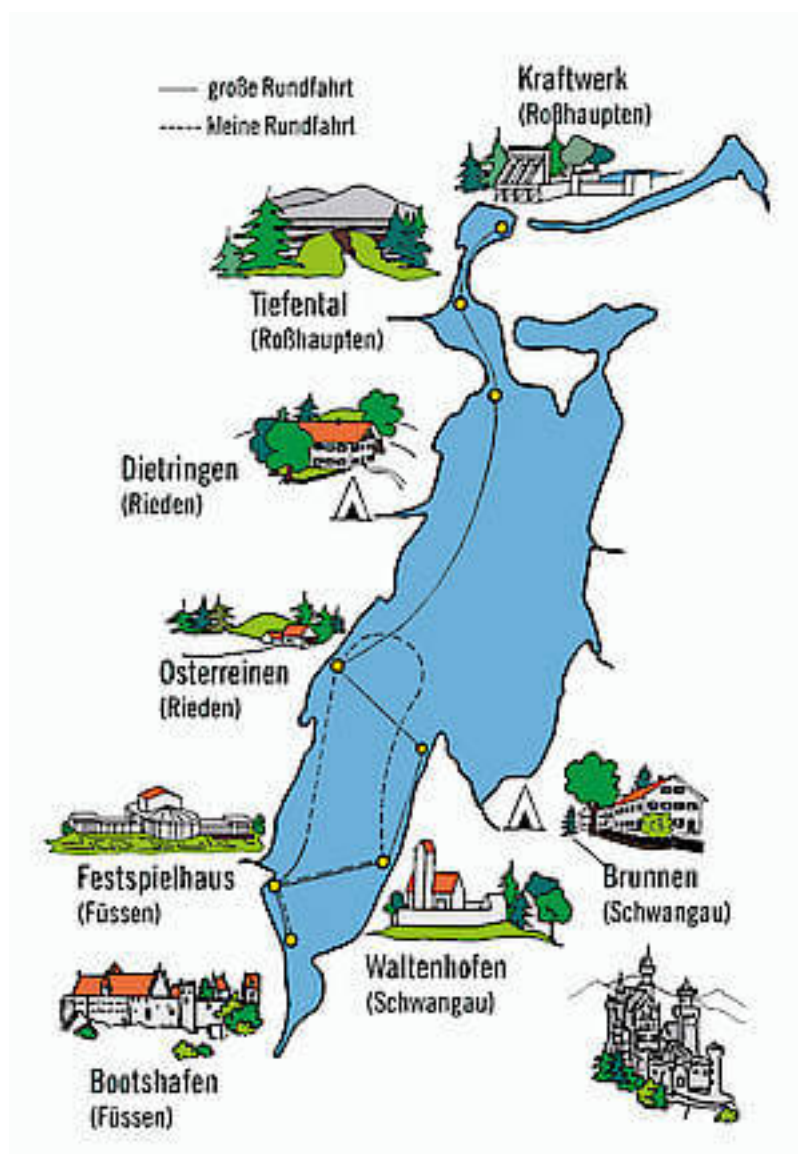 große Rundfahrt
kleine Rundfahrt
Kraftwerk
(Roßhaupten)
Tiefental
(Roßhaupten)
Dietringen
(Rieden)
Osterreinen
(Rieden)
Festspielhaus
(Füssen)
Brunnen
(Schwangau)
Waltenhofen
(Schwangau)
Bootshafen
(Füssen)